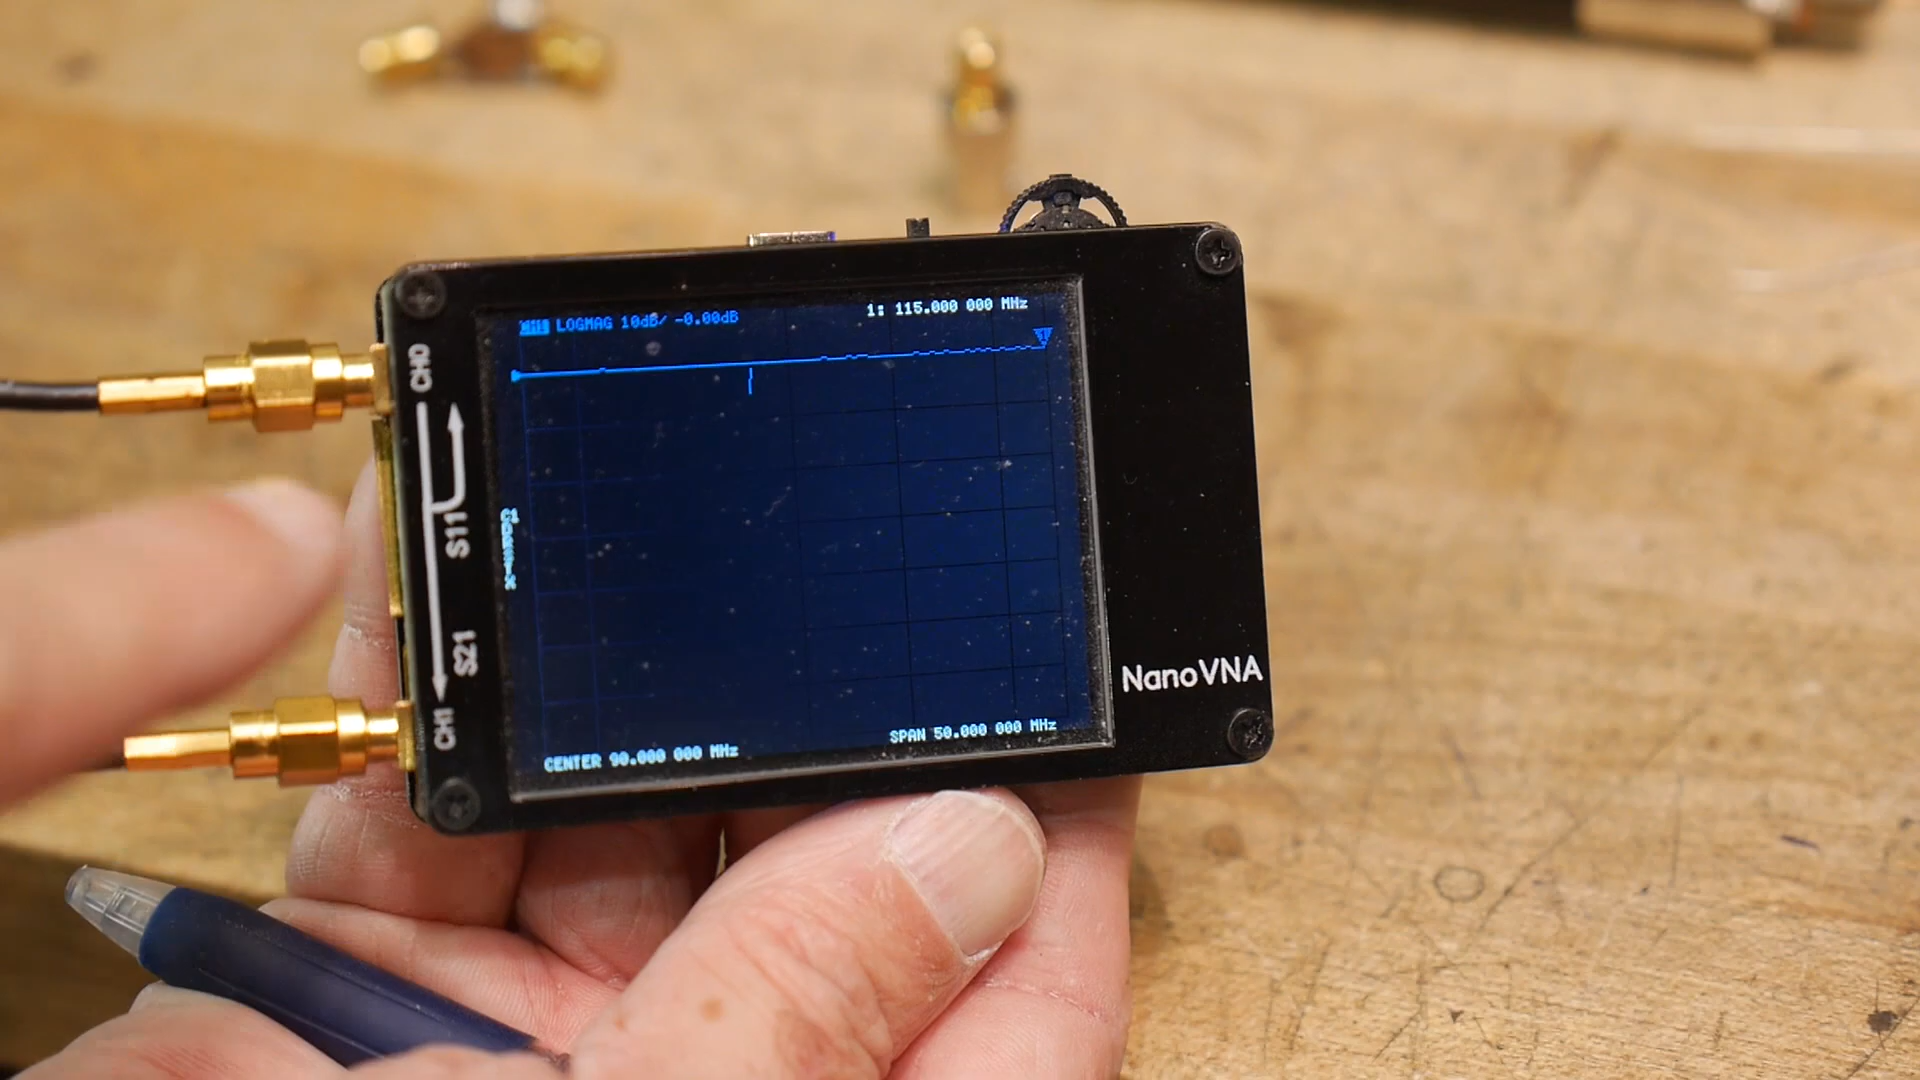 LOGMAG 10dB/ -0.00dB
1: 115.000 000 MHz
CH0
S11
S21
CH1
C1
NanoVNA
CENTER 90.000 000 MHz
SPAN 50.000 000 MHz